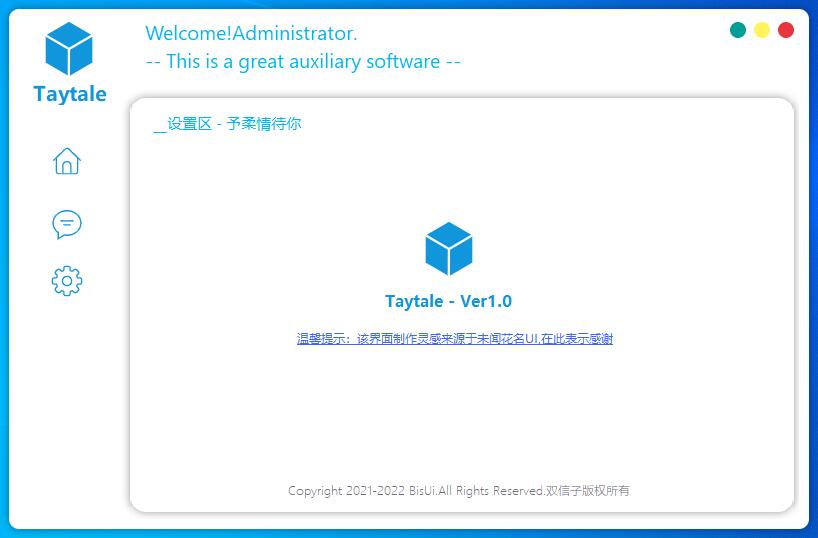 Welcome!Administrator.
-- This is a great auxiliary software --
Taytale
__设置区 - 予柔情待你
Taytale - Ver1.0
温馨提示：该界面制作灵感来源于未闻花名UI,在此表示感谢
Copyright 2021-2022 BisUi.All Rights Reserved.双信子版权所有